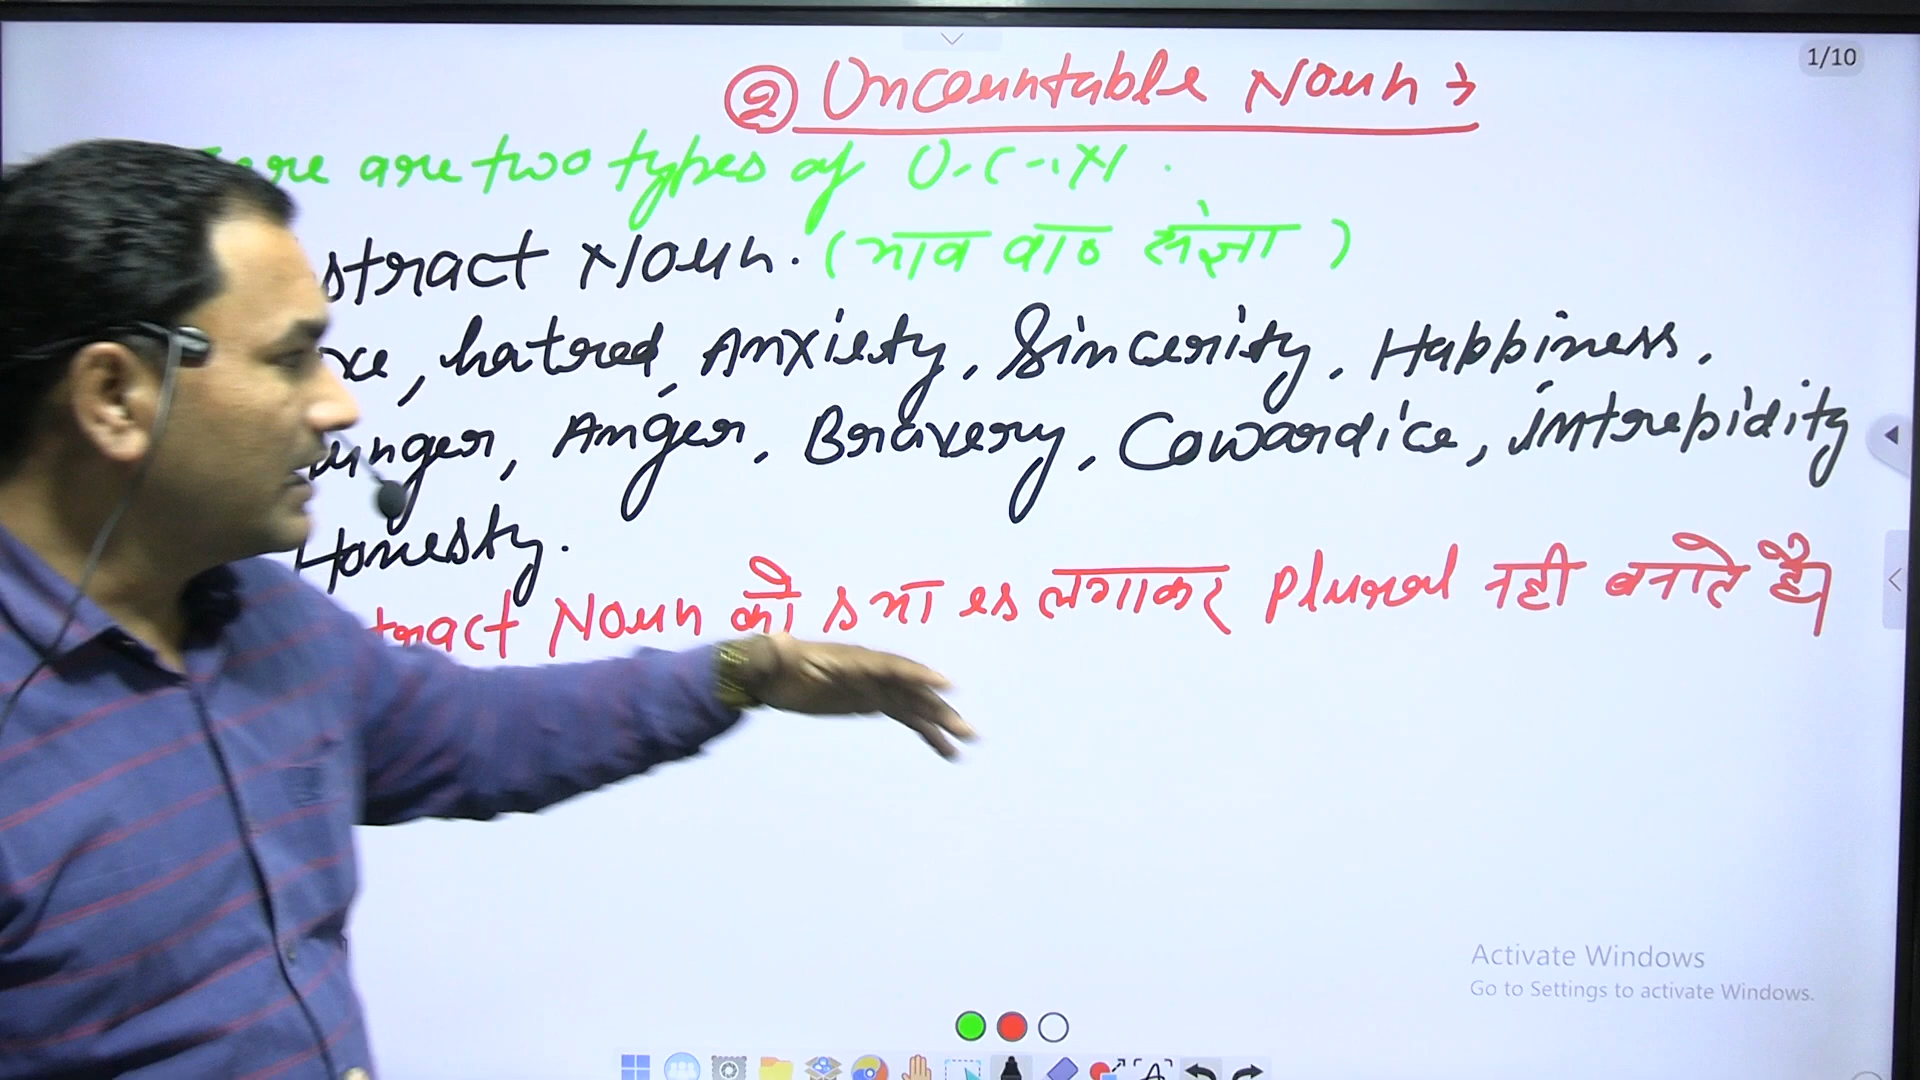 1/10
② Uncountable Noun →
are two types of U.C.N.
Noun. (भाव वा० संज्ञा)
, hatred, Anxiety, Sincerity, Happiness.
Anger, Bravery, Cowardice, intrepidity
Honesty.
Noun को s या es लगाकर plural नही बनाते है।
Activate Windows
Go to Settings to activate Windows.